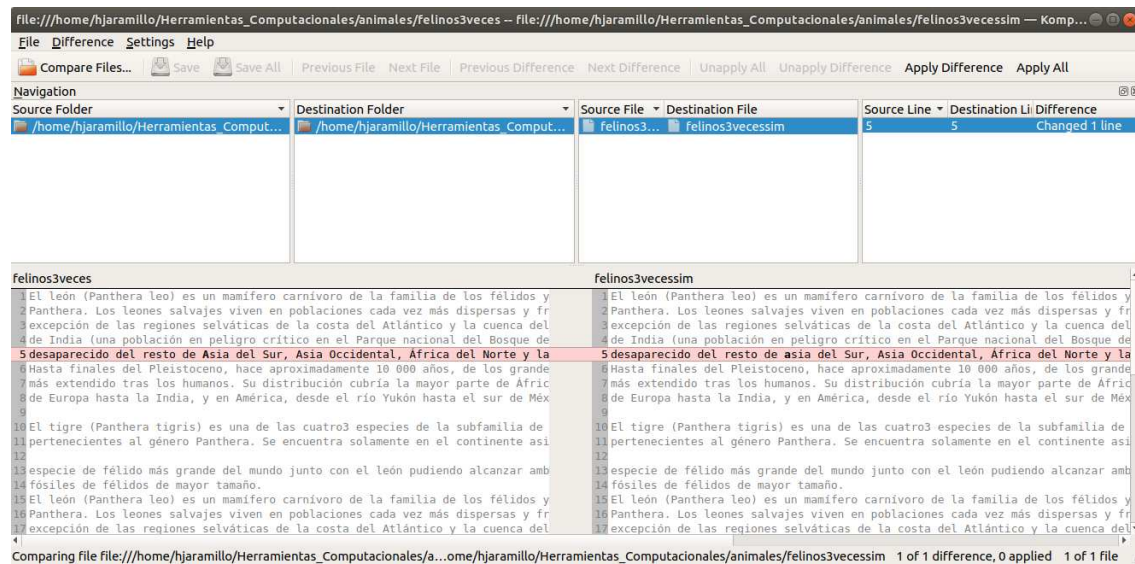 file:///home/hjaramillo/Herramientas_Computacionales/animales/felinos3veces -- file:///home/hjaramillo/Herramientas_Computacionales/animales/felinos3vecessim — Komp...
File Difference Settings Help
Compare Files... Save Save All Previous File Next File Previous Difference Next Difference Unapply All Unapply Difference Apply Difference Apply All
Navigation
Source Folder Destination Folder Source File Destination File Source Line Destination Li Difference
/home/hjaramillo/Herramientas_Comput... /home/hjaramillo/Herramientas_Comput... felinos3... felinos3vecessim 5 5 Changed 1 line
felinos3veces felinos3vecessim
1 El león (Panthera leo) es un mamífero carnívoro de la familia de los félidos y 1 El león (Panthera leo) es un mamífero carnívoro de la familia de los félidos y
2 Panthera. Los leones salvajes viven en poblaciones cada vez más dispersas y fr 2 Panthera. Los leones salvajes viven en poblaciones cada vez más dispersas y fr
3 excepción de las regiones selváticas de la costa del Atlántico y la cuenca del 3 excepción de las regiones selváticas de la costa del Atlántico y la cuenca del
4 de India (una población en peligro crítico en el Parque nacional del Bosque de 4 de India (una población en peligro crítico en el Parque nacional del Bosque de
5 desaparecido del resto de Asia del Sur, Asia Occidental, África del Norte y la 5 desaparecido del resto de asia del Sur, Asia Occidental, África del Norte y la
6 Hasta finales del Pleistoceno, hace aproximadamente 10 000 años, de los grande 6 Hasta finales del Pleistoceno, hace aproximadamente 10 000 años, de los grande
7 más extendido tras los humanos. Su distribución cubría la mayor parte de Áfric 7 más extendido tras los humanos. Su distribución cubría la mayor parte de Áfric
8 de Europa hasta la India, y en América, desde el río Yukón hasta el sur de Méx 8 de Europa hasta la India, y en América, desde el río Yukón hasta el sur de Méx
9 9
10 El tigre (Panthera tigris) es una de las cuatro3 especies de la subfamilia de 10 El tigre (Panthera tigris) es una de las cuatro3 especies de la subfamilia de
11 pertenecientes al género Panthera. Se encuentra solamente en el continente asi 11 pertenecientes al género Panthera. Se encuentra solamente en el continente asi
12 12
13 especie de félido más grande del mundo junto con el león pudiendo alcanzar amb 13 especie de félido más grande del mundo junto con el león pudiendo alcanzar amb
14 fósiles de félidos de mayor tamaño. 14 fósiles de félidos de mayor tamaño.
15 El león (Panthera leo) es un mamífero carnívoro de la familia de los félidos y 15 El león (Panthera leo) es un mamífero carnívoro de la familia de los félidos y
16 Panthera. Los leones salvajes viven en poblaciones cada vez más dispersas y fr 16 Panthera. Los leones salvajes viven en poblaciones cada vez más dispersas y fr
17 excepción de las regiones selváticas de la costa del Atlántico y la cuenca del 17 excepción de las regiones selváticas de la costa del Atlántico y la cuenca del
Comparing file file:///home/hjaramillo/Herramientas_Computacionales/a...ome/hjaramillo/Herramientas_Computacionales/animales/felinos3vecessim 1 of 1 difference, 0 applied 1 of 1 file